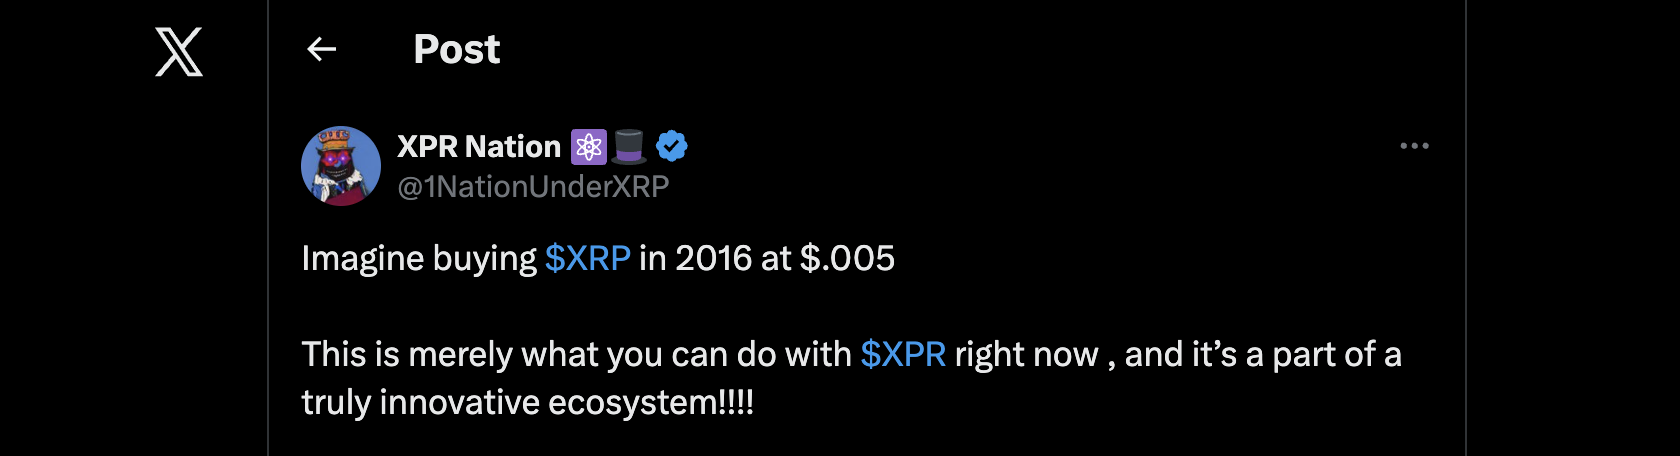 Post
XPR Nation ⚛️🎩
@1NationUnderXRP
Imagine buying $XRP in 2016 at $.005
This is merely what you can do with $XPR right now , and it’s a part of a
truly innovative ecosystem!!!!